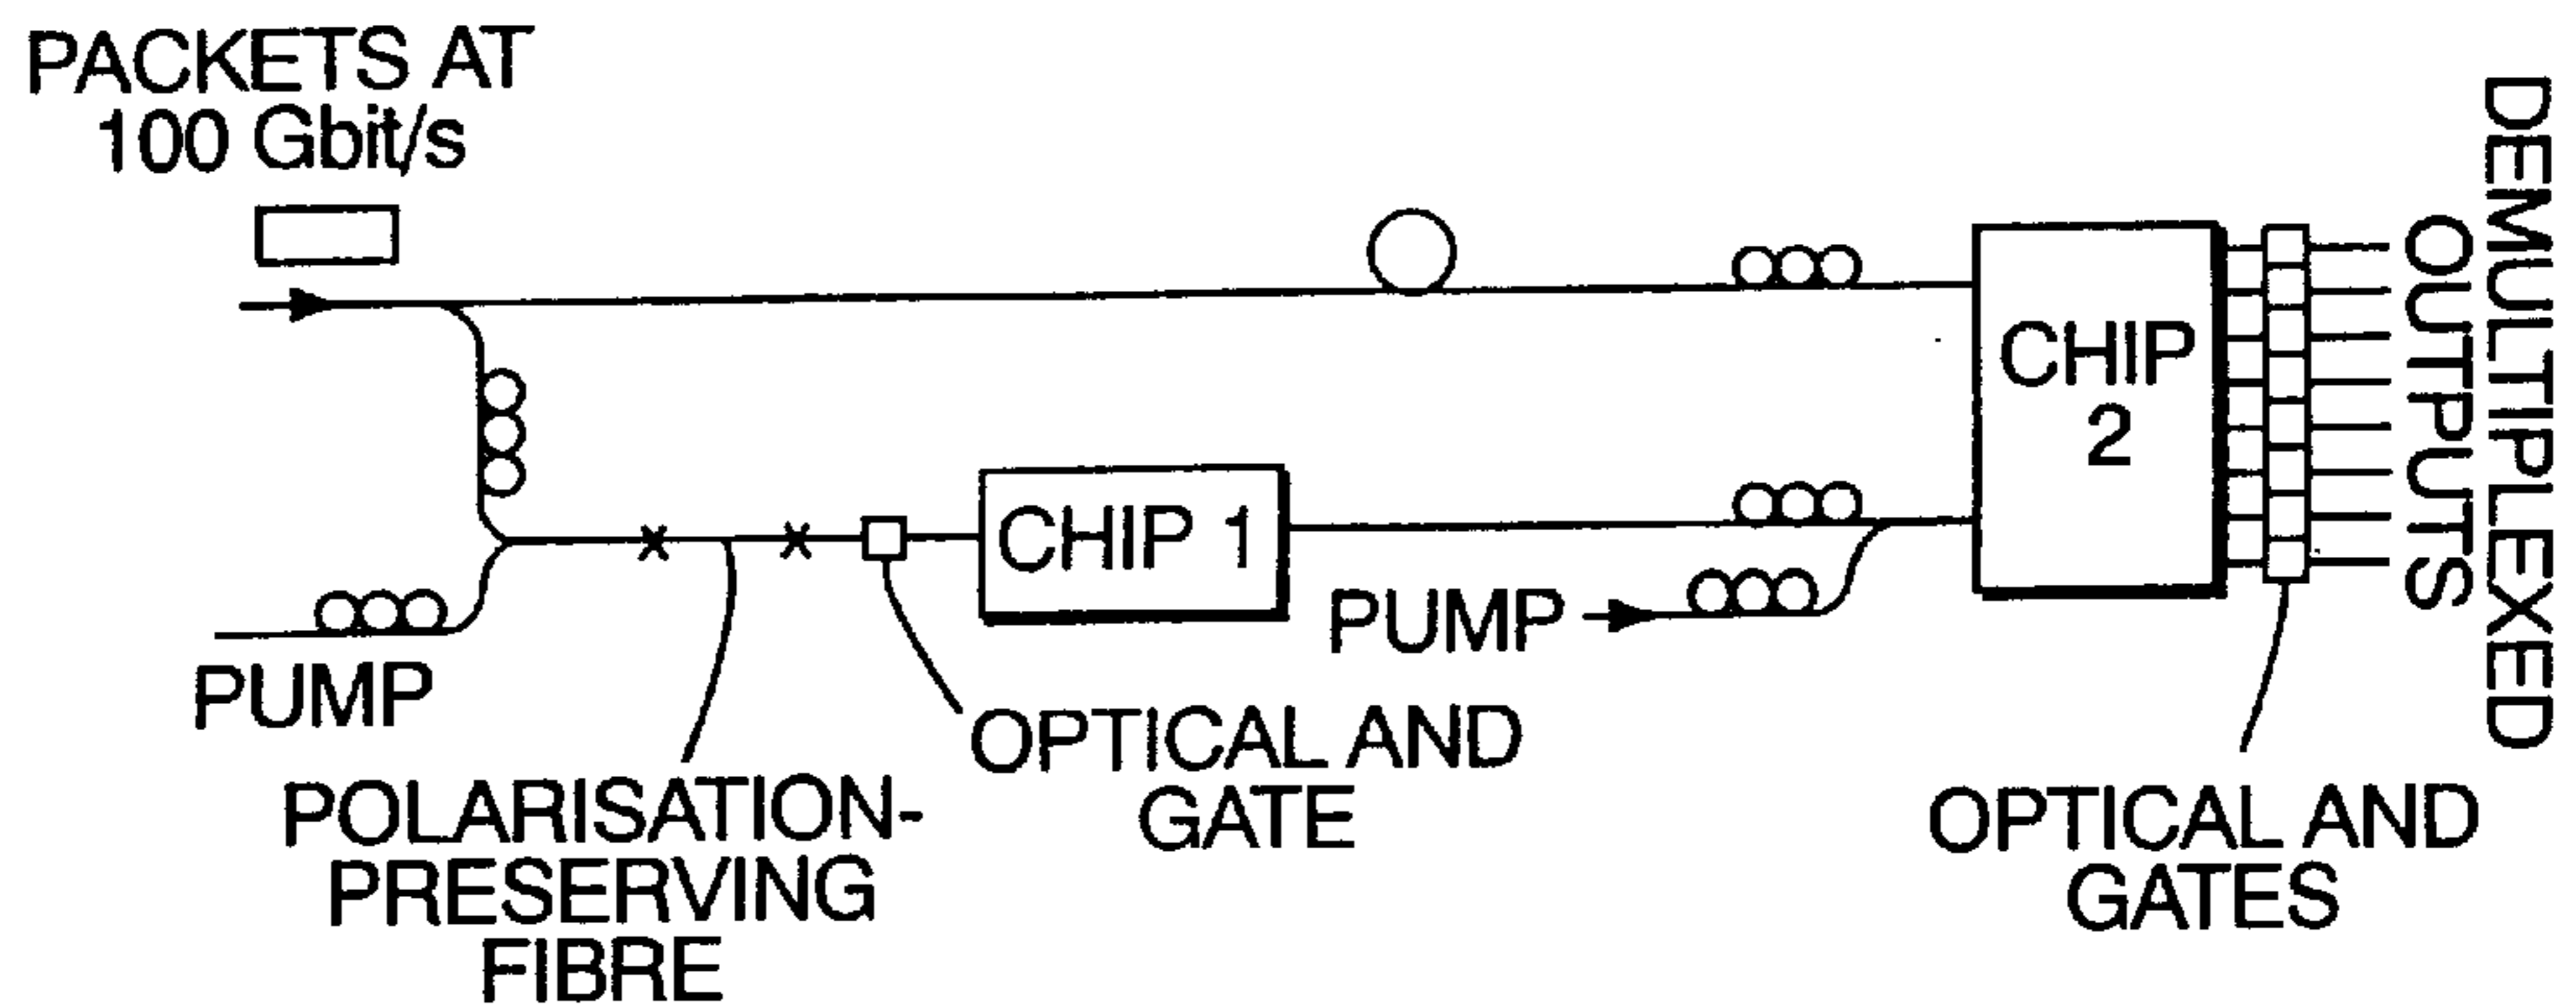 PACKETS AT
100 Gbit/s
DEMULTIPLEXED
OUTPUTS
CHIP
2
CHIP 1
PUMP
PUMP
OPTICAL AND
GATE
POLARISATION-
PRESERVING
FIBRE
OPTICAL AND
GATES